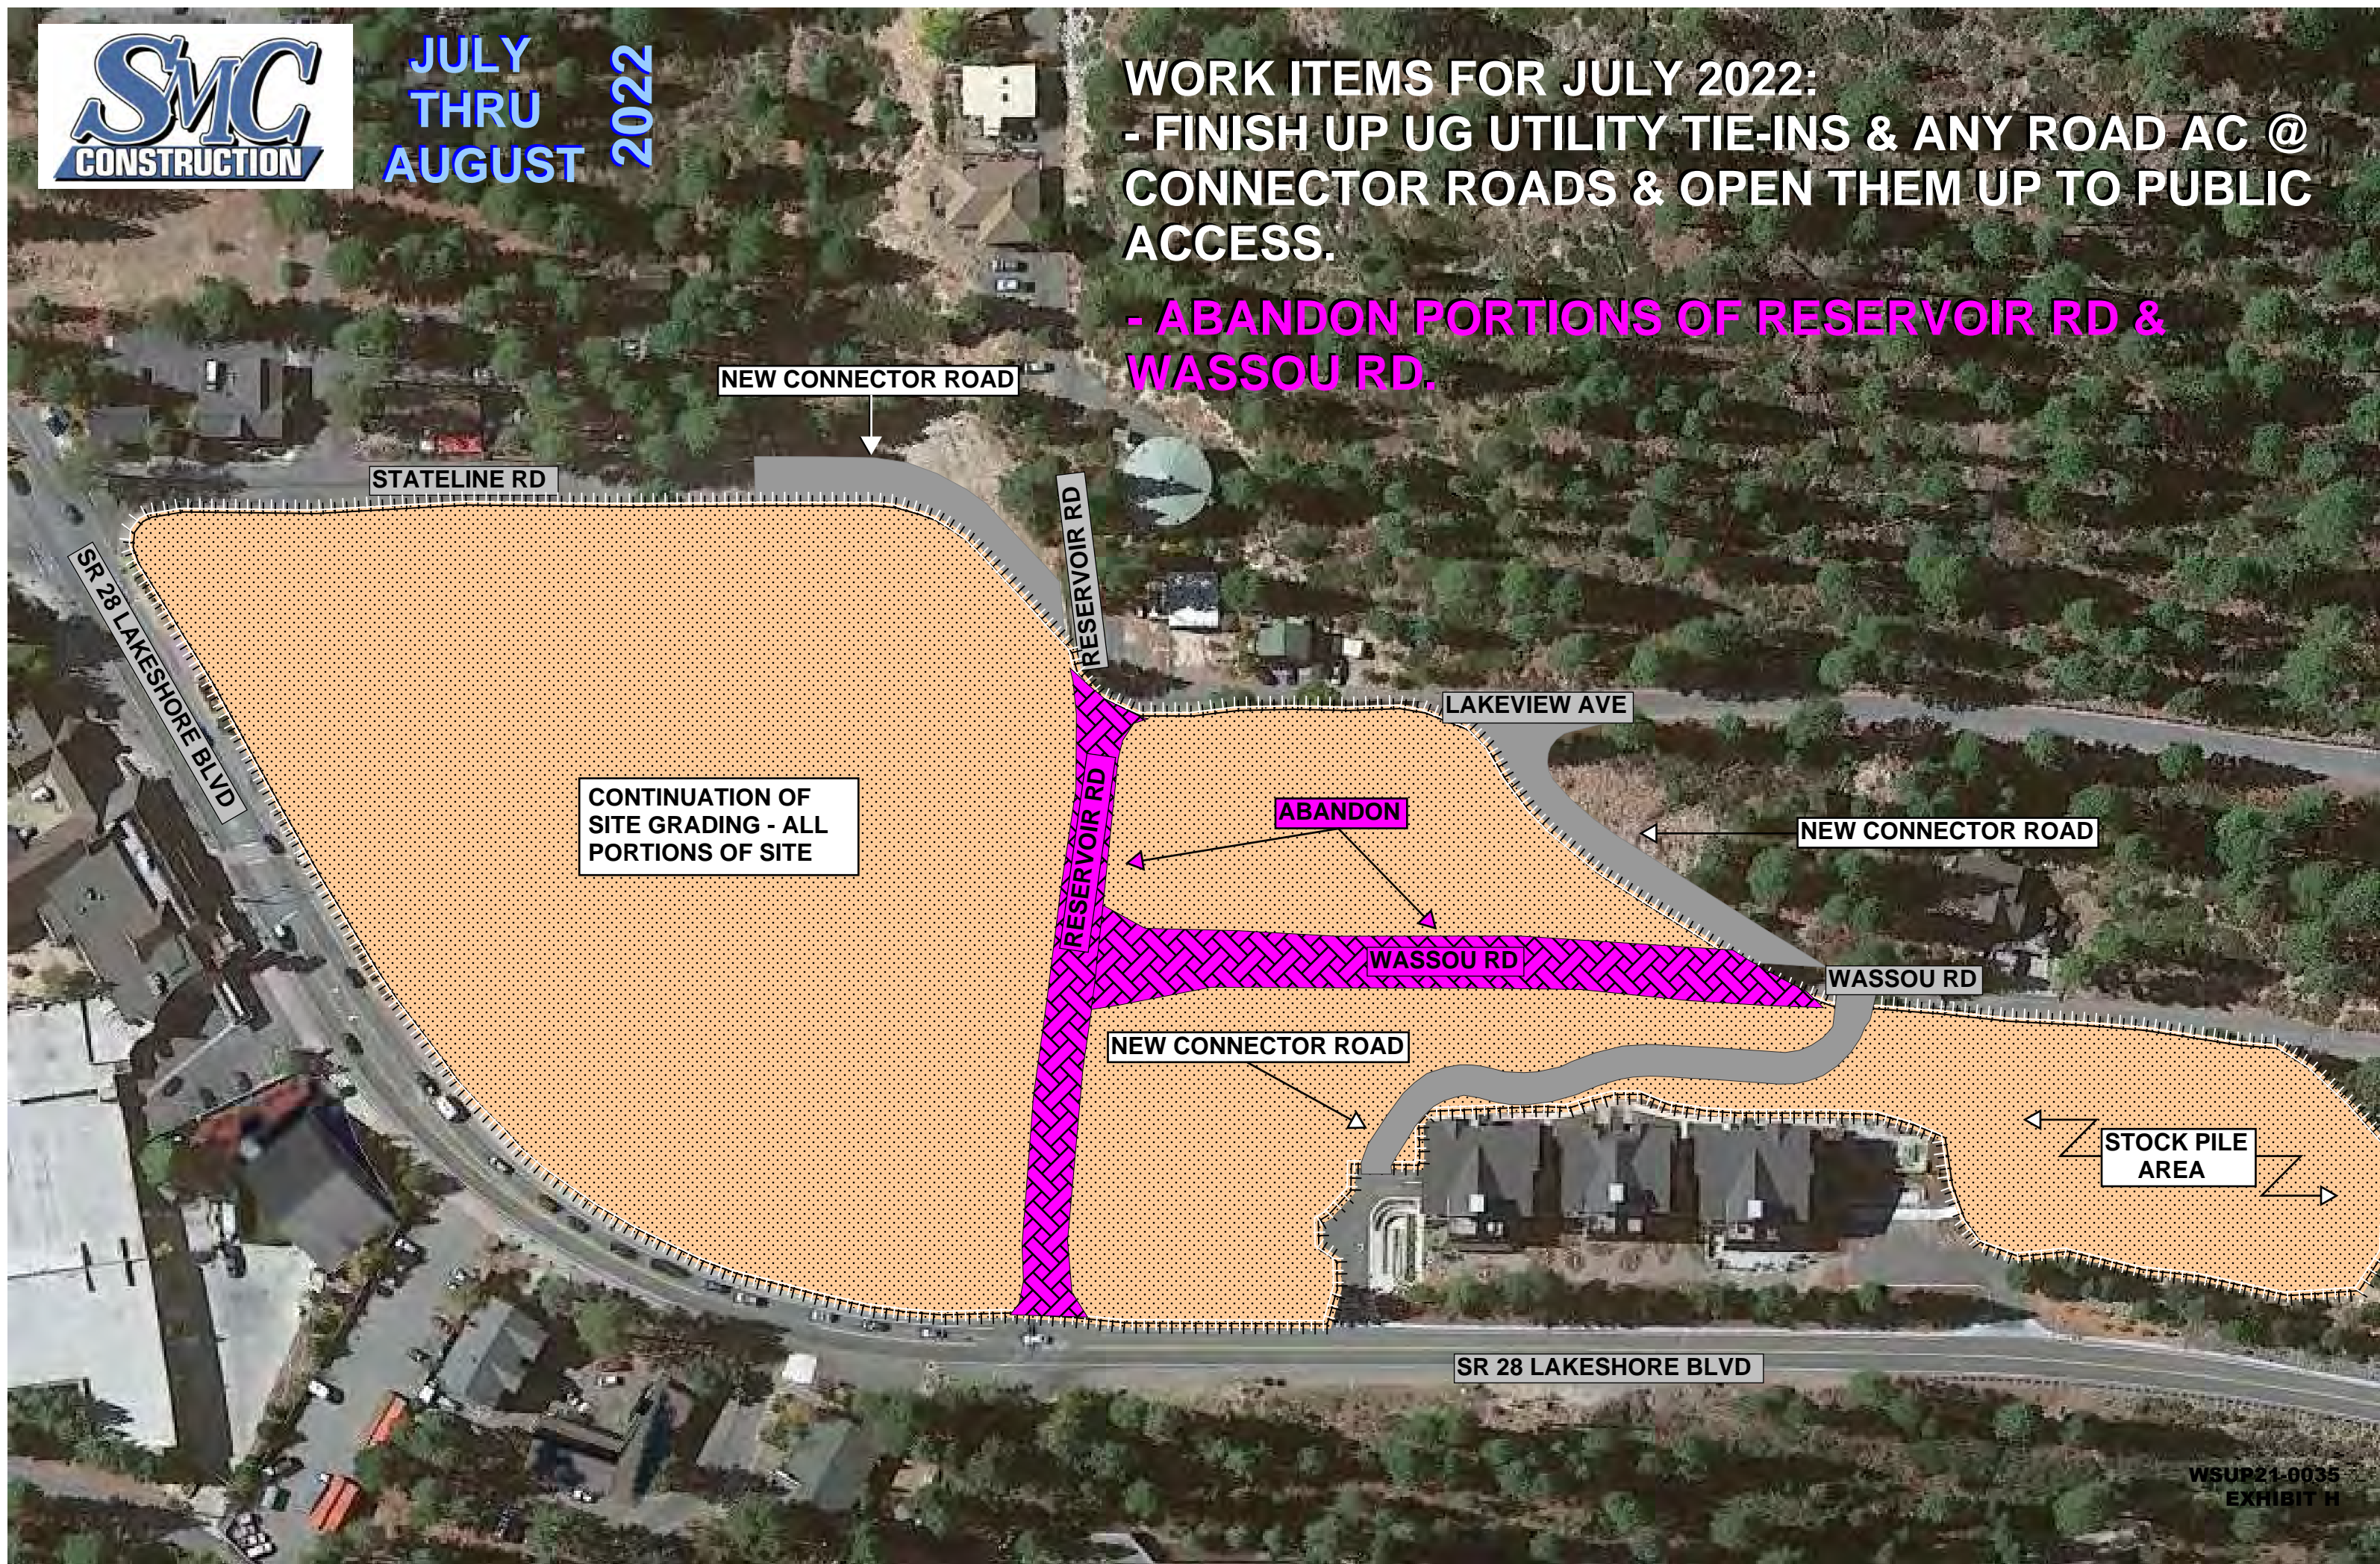 SMC
CONSTRUCTION
JULY
THRU
AUGUST
2022
WORK ITEMS FOR JULY 2022:
- FINISH UP UG UTILITY TIE-INS & ANY ROAD AC @
CONNECTOR ROADS & OPEN THEM UP TO PUBLIC
ACCESS.
- ABANDON PORTIONS OF RESERVOIR RD &
WASSOU RD.
NEW CONNECTOR ROAD
STATELINE RD
RESERVOIR RD
SR 28 LAKESHORE BLVD
LAKEVIEW AVE
CONTINUATION OF
SITE GRADING - ALL
PORTIONS OF SITE
RESERVOIR RD
ABANDON
NEW CONNECTOR ROAD
WASSOU RD
WASSOU RD
NEW CONNECTOR ROAD
STOCK PILE
AREA
SR 28 LAKESHORE BLVD
WSUP21-0035
EXHIBIT H